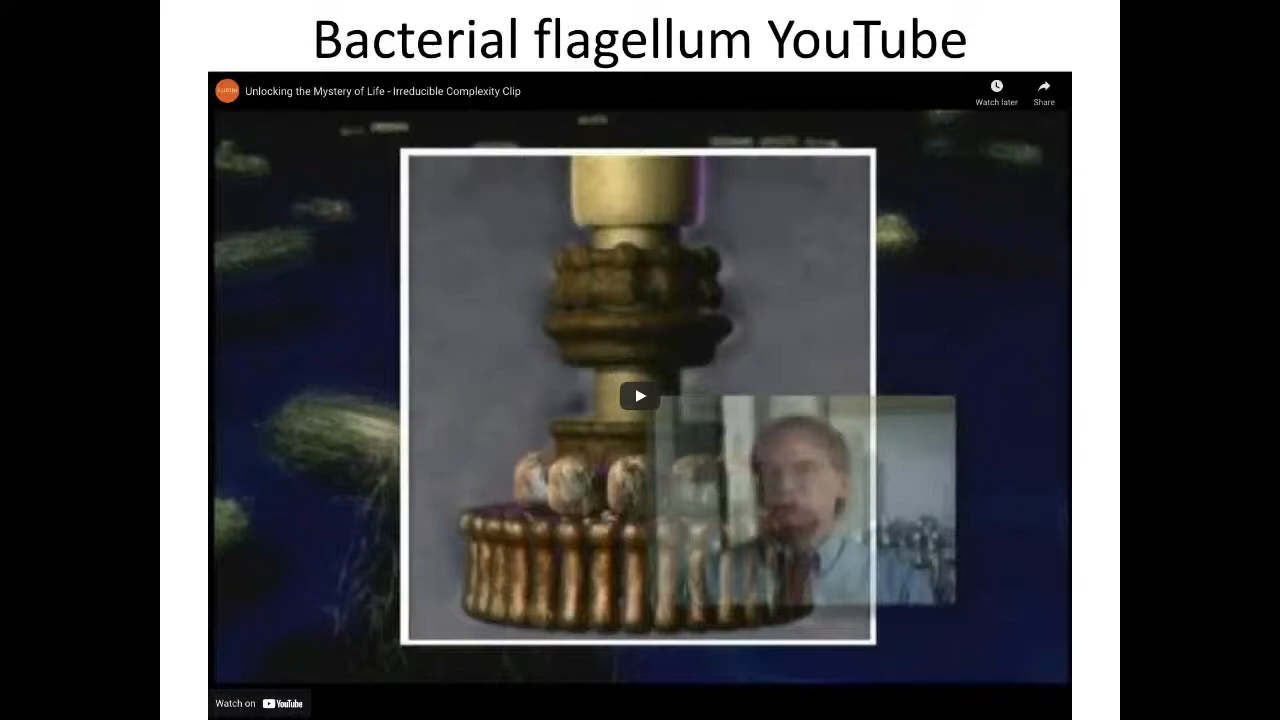 Bacterial flagellum YouTube
Unlocking the Mystery of Life - Irreducible Complexity Clip
Watch later
Share
Watch on YouTube